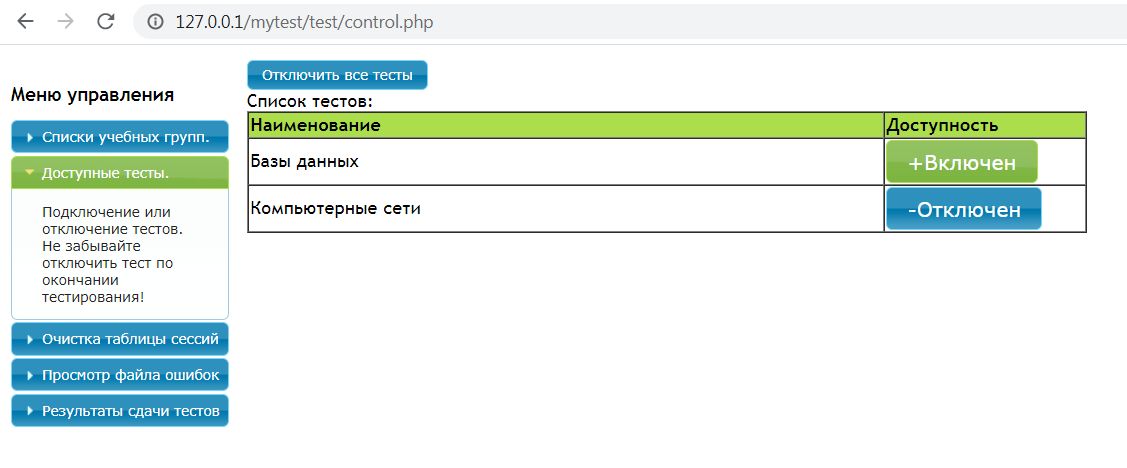 127.0.0.1/mytest/test/control.php
Меню управления
Списки учебных групп.
Доступные тесты.
Подключение или
отключение тестов.
Не забывайте
отключить тест по
окончании
тестирования!
Очистка таблицы сессий
Просмотр файла ошибок
Результаты сдачи тестов
Отключить все тесты
Список тестов:
Наименование Доступность
Базы данных +Включен
Компьютерные сети -Отключен